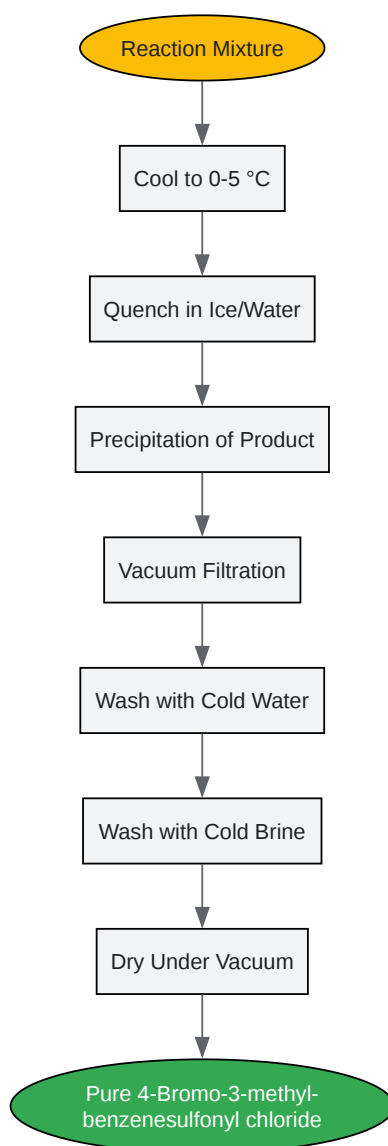 Reaction Mixture
Cool to 0-5 °C
Quench in Ice/Water
Precipitation of Product
Vacuum Filtration
Wash with Cold Water
Wash with Cold Brine
Dry Under Vacuum
Pure 4-Bromo-3-methyl-
benzenesulfonyl chloride